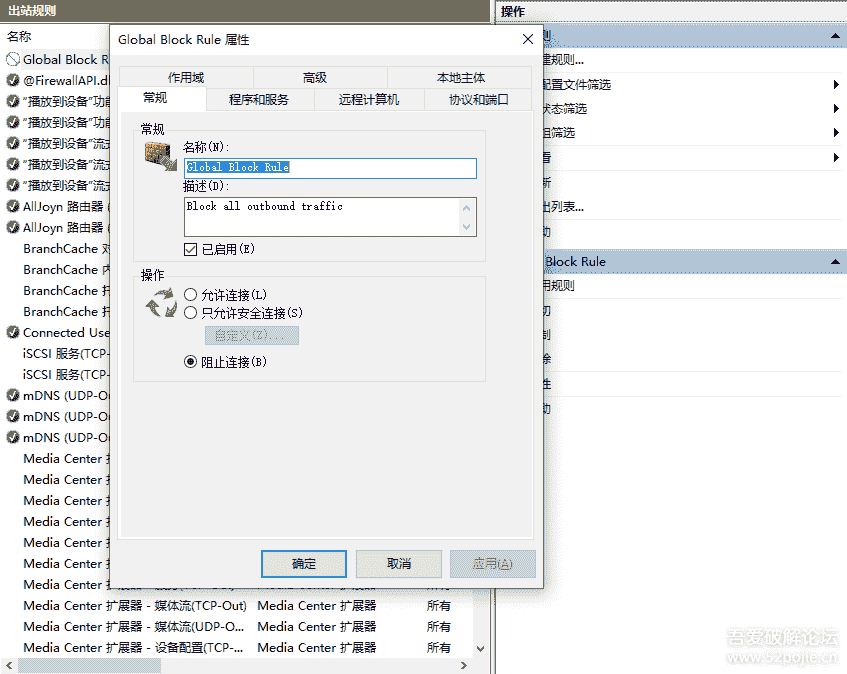 出站规则
操作
名称
Global Block R
@FirewallAPI.dl
"播放到设备"功能
"播放到设备"功能
"播放到设备"流式
"播放到设备"流式
"播放到设备"流式
AllJoyn 路由器 (
AllJoyn 路由器 (
BranchCache 对
BranchCache 内
BranchCache 托
BranchCache 托
Connected Use
iSCSI 服务(TCP-
iSCSI 服务(TCP-
mDNS (UDP-Ou
mDNS (UDP-Ou
mDNS (UDP-Ou
Media Center 扩
Media Center 扩
Media Center 扩
Media Center 扩
Media Center 扩
Media Center 扩
Media Center
Media Center 扩展器 - 媒体流(TCP-Out) Media Center 扩展器 所有
Media Center 扩展器 - 媒体流(UDP-O... Media Center 扩展器 所有
Media Center 扩展器 - 设备配置(TCP-... Media Center 扩展器 所有
Global Block Rule 属性
作用域 高级 本地主体
常规 程序和服务 远程计算机 协议和端口
常规
名称(N):
Global Block Rule
描述(D):
Block all outbound traffic
已启用(E)
操作
允许连接(L)
只允许安全连接(S)
自定义(Z)...
阻止连接(B)
确定 取消 应用(A)
则
建规则...
配置文件筛选
状态筛选
组筛选
看
新
出列表...
助
Block Rule
用规则
切
制
除
性
助
吾爱破解论坛
www.52pojie.cn